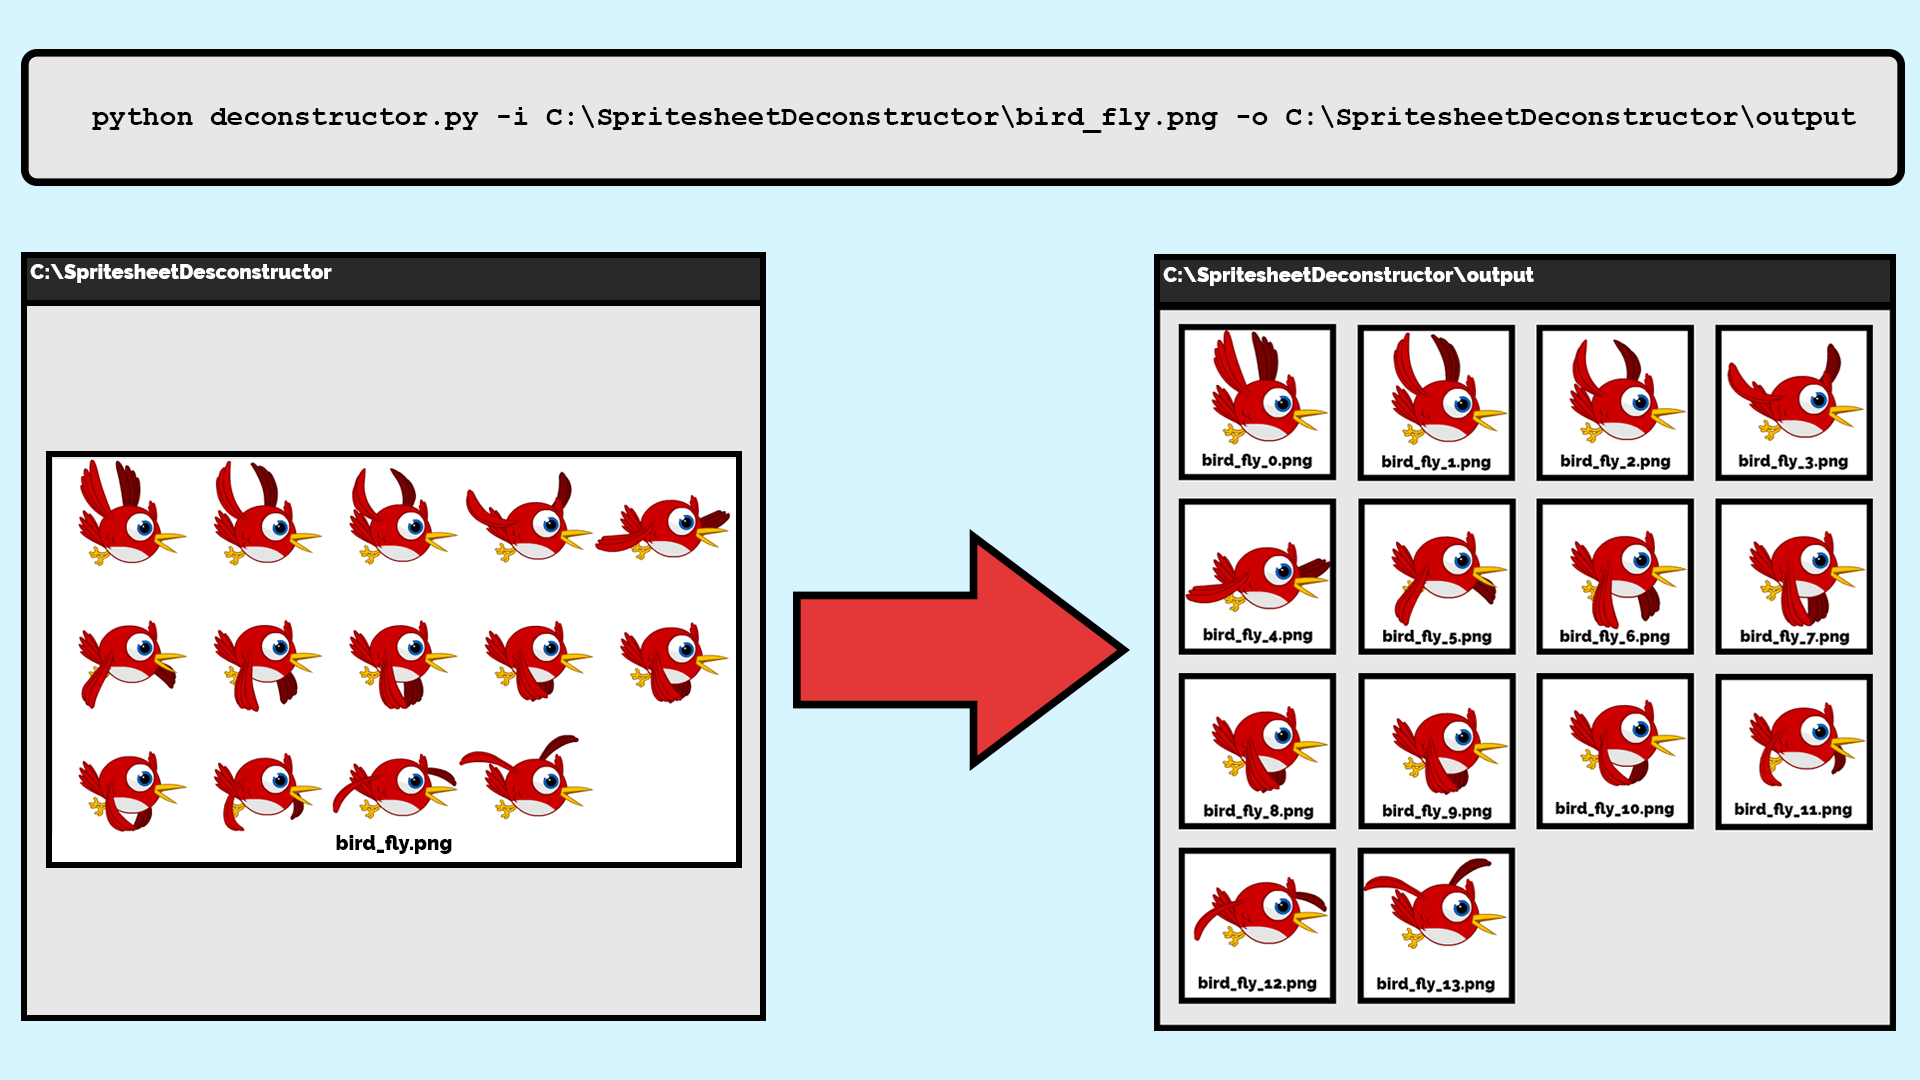 python deconstructor.py -i C:\SpritesheetDeconstructor\bird_fly.png -o C:\SpritesheetDeconstructor\output
C:\SpritesheetDesconstructor
bird_fly.png
C:\SpritesheetDeconstructor\output
bird_fly_0.png
bird_fly_1.png
bird_fly_2.png
bird_fly_3.png
bird_fly_4.png
bird_fly_5.png
bird_fly_6.png
bird_fly_7.png
bird_fly_8.png
bird_fly_9.png
bird_fly_10.png
bird_fly_11.png
bird_fly_12.png
bird_fly_13.png